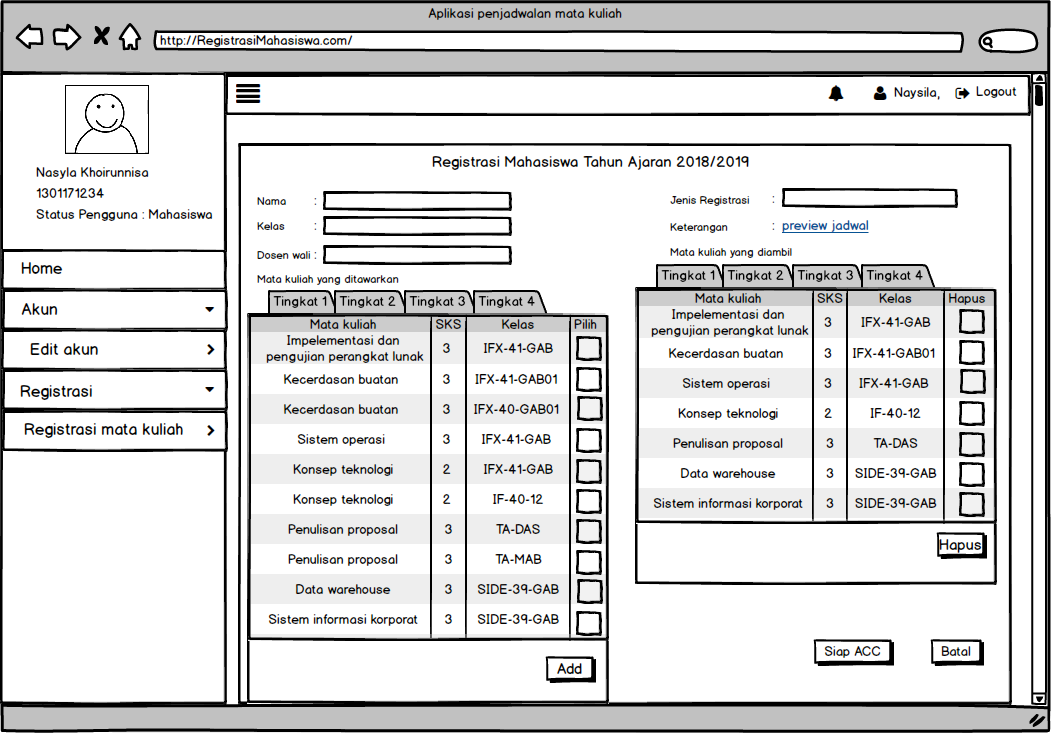 Aplikasi penjadwalan mata kuliah
http://RegistrasiMahasiswa.com/
Naysila,
Logout
Nasyla Khoirunnisa
1301171234
Status Pengguna : Mahasiswa
Home
Akun
Edit akun
Registrasi
Registrasi mata kuliah
Registrasi Mahasiswa Tahun Ajaran 2018/2019
Nama :
Kelas :
Dosen wali :
Mata kuliah yang ditawarkan
Tingkat 1 Tingkat 2 Tingkat 3 Tingkat 4
Mata kuliah SKS Kelas Pilih
Impelementasi dan
pengujian perangkat lunak 3 IFX-41-GAB
Kecerdasan buatan 3 IFX-41-GAB01
Kecerdasan buatan 3 IFX-40-GAB01
Sistem operasi 3 IFX-41-GAB
Konsep teknologi 2 IFX-41-GAB
Konsep teknologi 2 IF-40-12
Penulisan proposal 3 TA-DAS
Penulisan proposal 3 TA-MAB
Data warehouse 3 SIDE-39-GAB
Sistem informasi korporat 3 SIDE-39-GAB
Add
Jenis Registrasi :
Keterangan : preview jadwal
Mata kuliah yang diambil
Tingkat 1 Tingkat 2 Tingkat 3 Tingkat 4
Mata kuliah SKS Kelas Hapus
Impelementasi dan
pengujian perangkat lunak 3 IFX-41-GAB
Kecerdasan buatan 3 IFX-41-GAB01
Sistem operasi 3 IFX-41-GAB
Konsep teknologi 2 IF-40-12
Penulisan proposal 3 TA-DAS
Data warehouse 3 SIDE-39-GAB
Sistem informasi korporat 3 SIDE-39-GAB
Hapus
Siap ACC
Batal